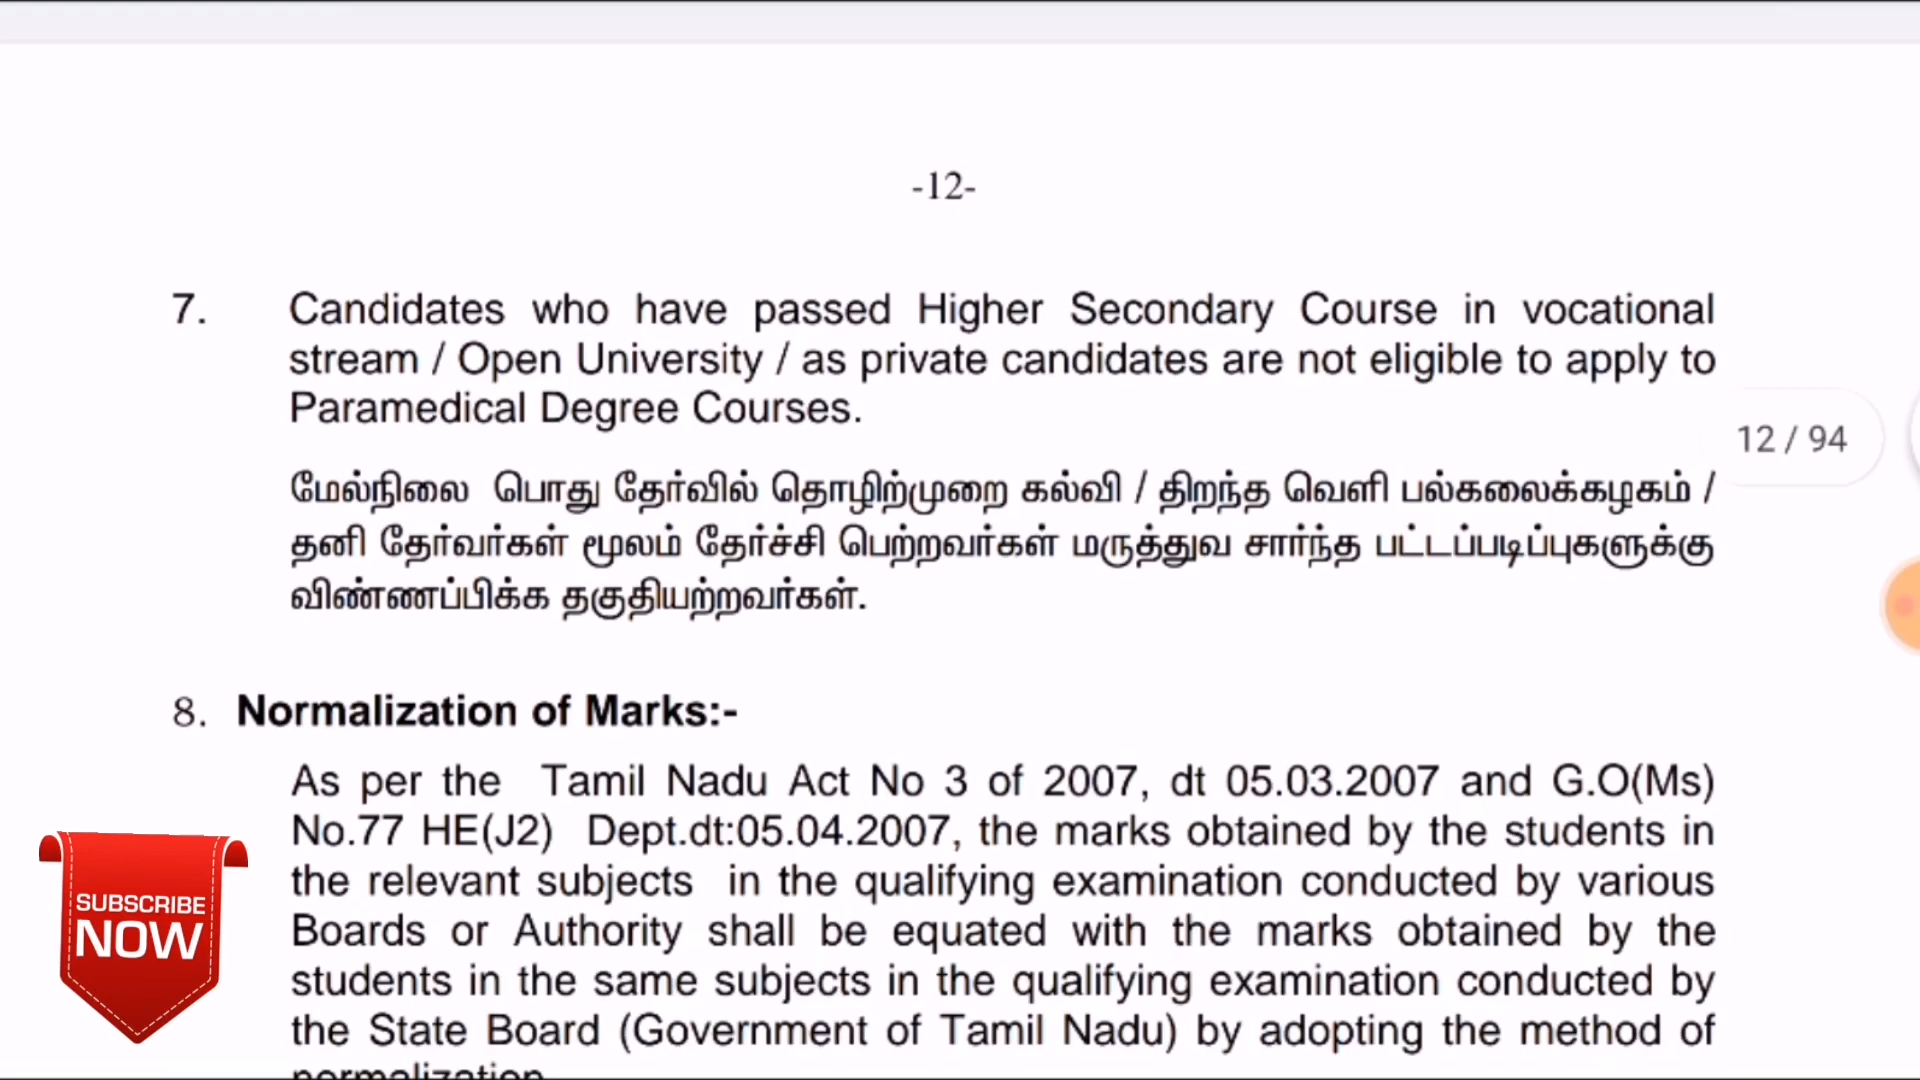 -12-
7. Candidates who have passed Higher Secondary Course in vocational
stream / Open University / as private candidates are not eligible to apply to
Paramedical Degree Courses.
12 / 94
மேல்நிலை பொது தேர்வில் தொழிற்முறை கல்வி / திறந்த வெளி பல்கலைக்கழகம் /
தனி தேர்வர்கள் மூலம் தேர்ச்சி பெற்றவர்கள் மருத்துவ சார்ந்த பட்டப்படிப்புகளுக்கு
விண்ணப்பிக்க தகுதியற்றவர்கள்.
8. Normalization of Marks:-
As per the Tamil Nadu Act No 3 of 2007, dt 05.03.2007 and G.O(Ms)
No.77 HE(J2) Dept.dt:05.04.2007, the marks obtained by the students in
the relevant subjects in the qualifying examination conducted by various
Boards or Authority shall be equated with the marks obtained by the
students in the same subjects in the qualifying examination conducted by
the State Board (Government of Tamil Nadu) by adopting the method of
normalization
SUBSCRIBE
NOW